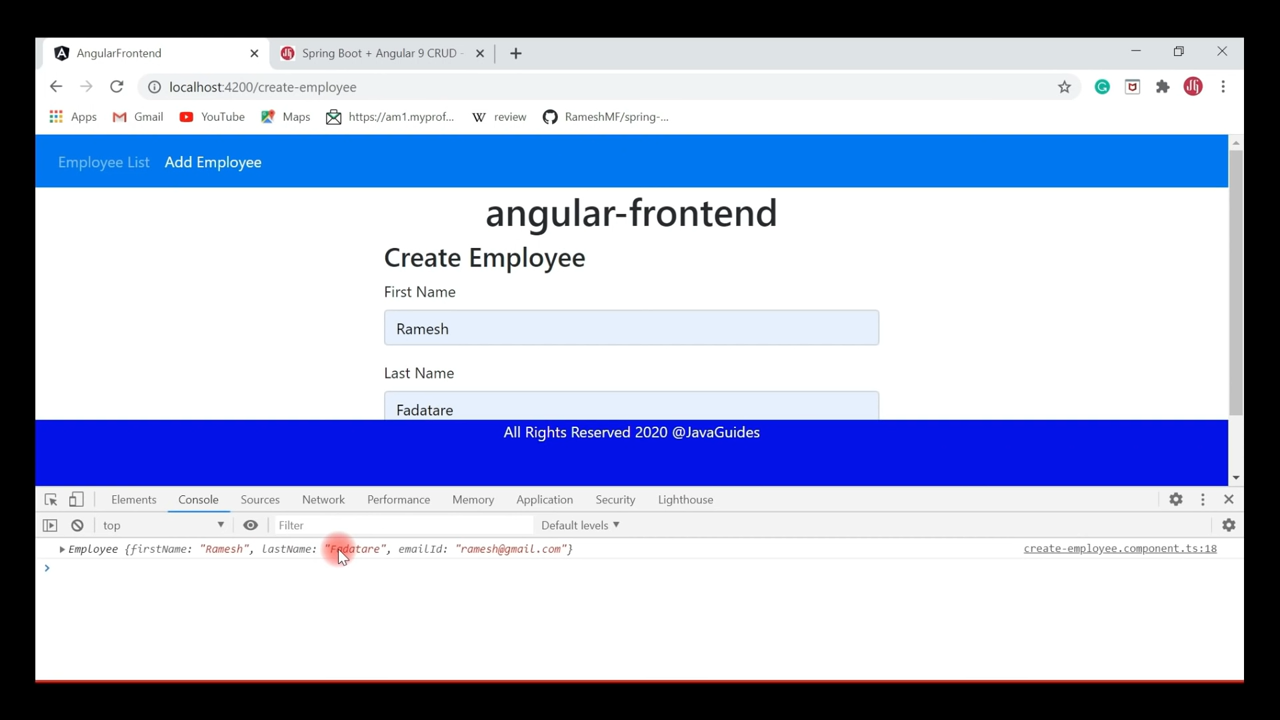 AngularFrontend
Spring Boot + Angular 9 CRUD -
localhost:4200/create-employee
Apps Gmail YouTube Maps https://am1.myprof... review RameshMF/spring-...
Employee List Add Employee
angular-frontend
Create Employee
First Name
Ramesh
Last Name
Fadatare
All Rights Reserved 2020 @JavaGuides
Elements Console Sources Network Performance Memory Application Security Lighthouse
top Filter Default levels
Employee {firstName: "Ramesh", lastName: "Fadatare", emailId: "ramesh@gmail.com"} create-employee.component.ts:18